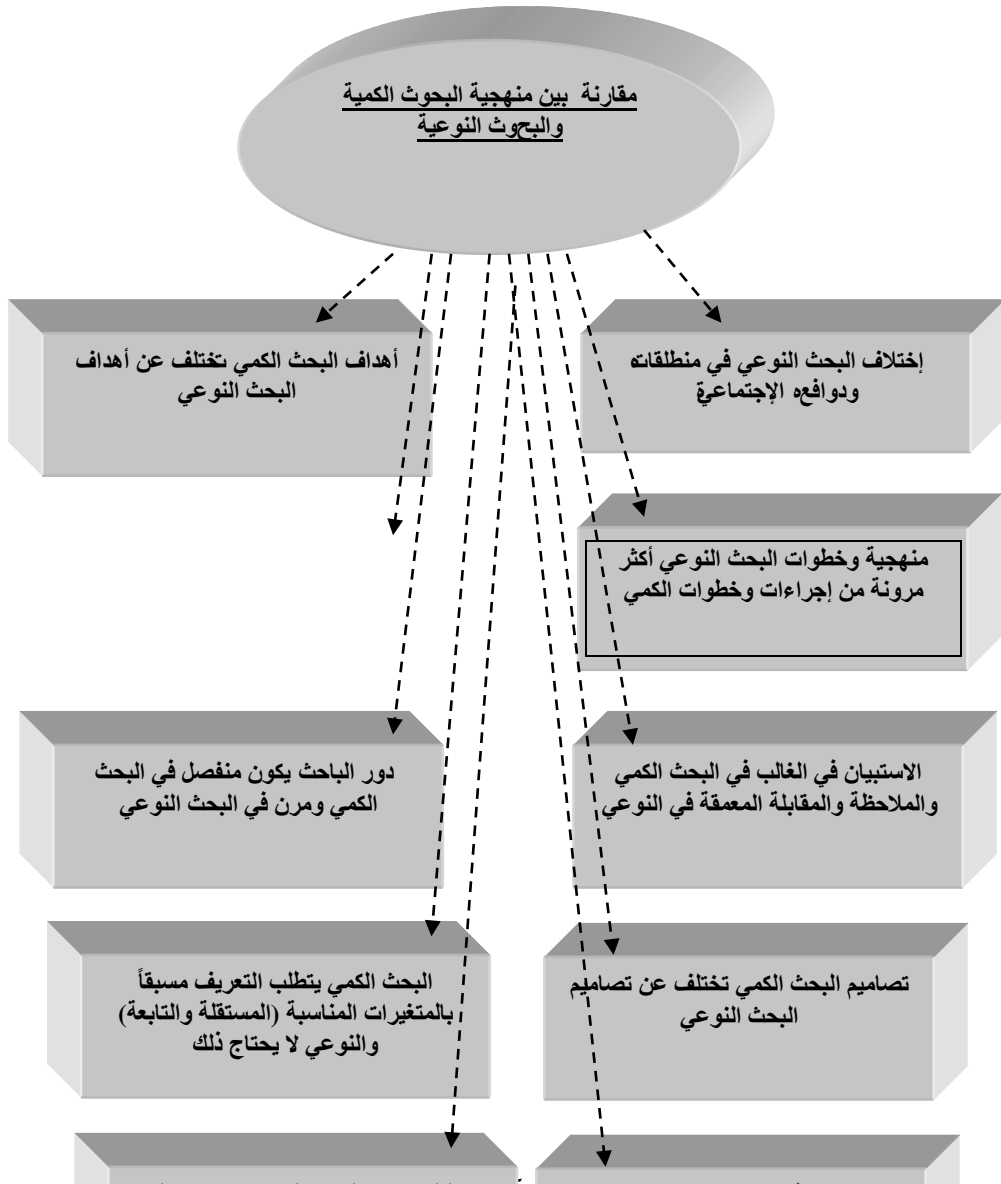 مقارنة بين منهجية البحوث الكمية
والبحوث النوعية
إختلاف البحث النوعي في منطلقاته
ودوافعه الإجتماعية
أهداف البحث الكمي تختلف عن أهداف
البحث النوعي
منهجية وخطوات البحث النوعي أكثر
مرونة من إجراءات وخطوات الكمي
الاستبيان في الغالب في البحث الكمي
والملاحظة والمقابلة المعمقة في النوعي
دور الباحث يكون منفصل في البحث
الكمي ومرن في البحث النوعي
تصاميم البحث الكمي تختلف عن تصاميم
البحث النوعي
البحث الكمي يتطلب التعريف مسبقاً
بالمتغيرات المناسبة (المستقلة والتابعة)
والنوعي لا يحتاج ذلك